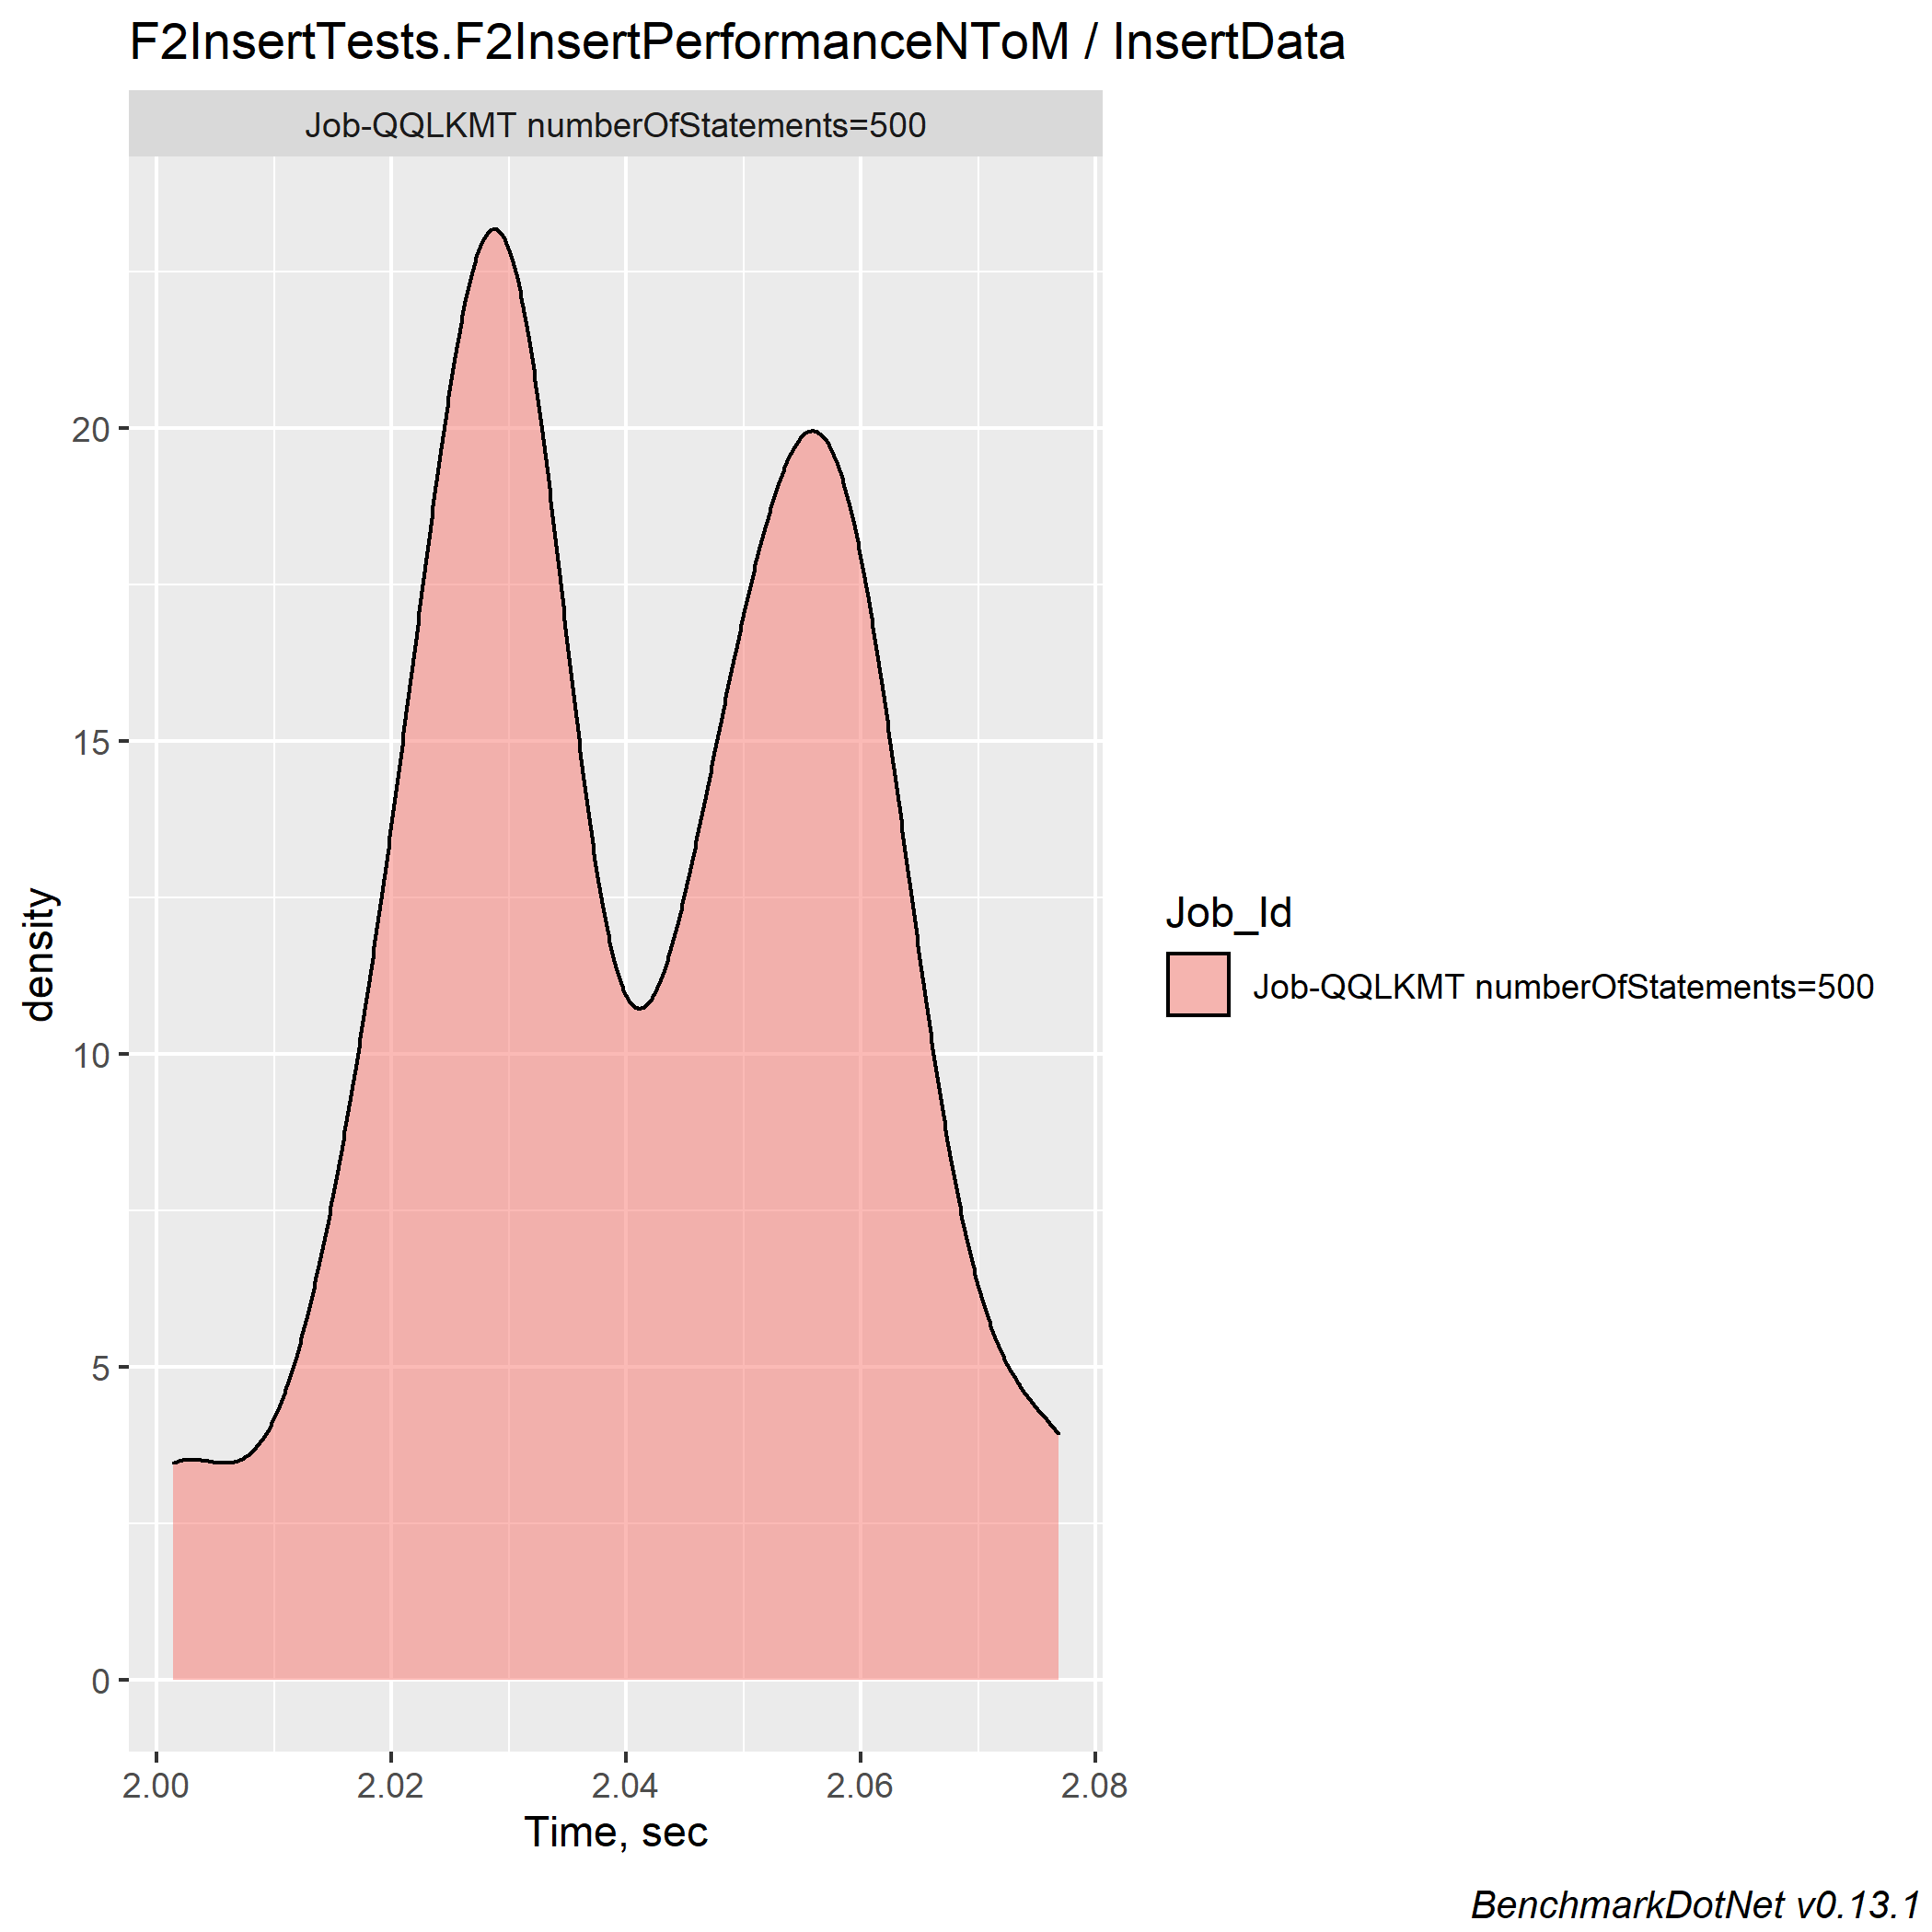 F2InsertTests.F2InsertPerformanceNToM / InsertData
Job-QQLKMT numberOfStatements=500
density
20
15
10
5
0
2.00 2.02 2.04 2.06 2.08
Time, sec
Job_Id
Job-QQLKMT numberOfStatements=500
BenchmarkDotNet v0.13.1